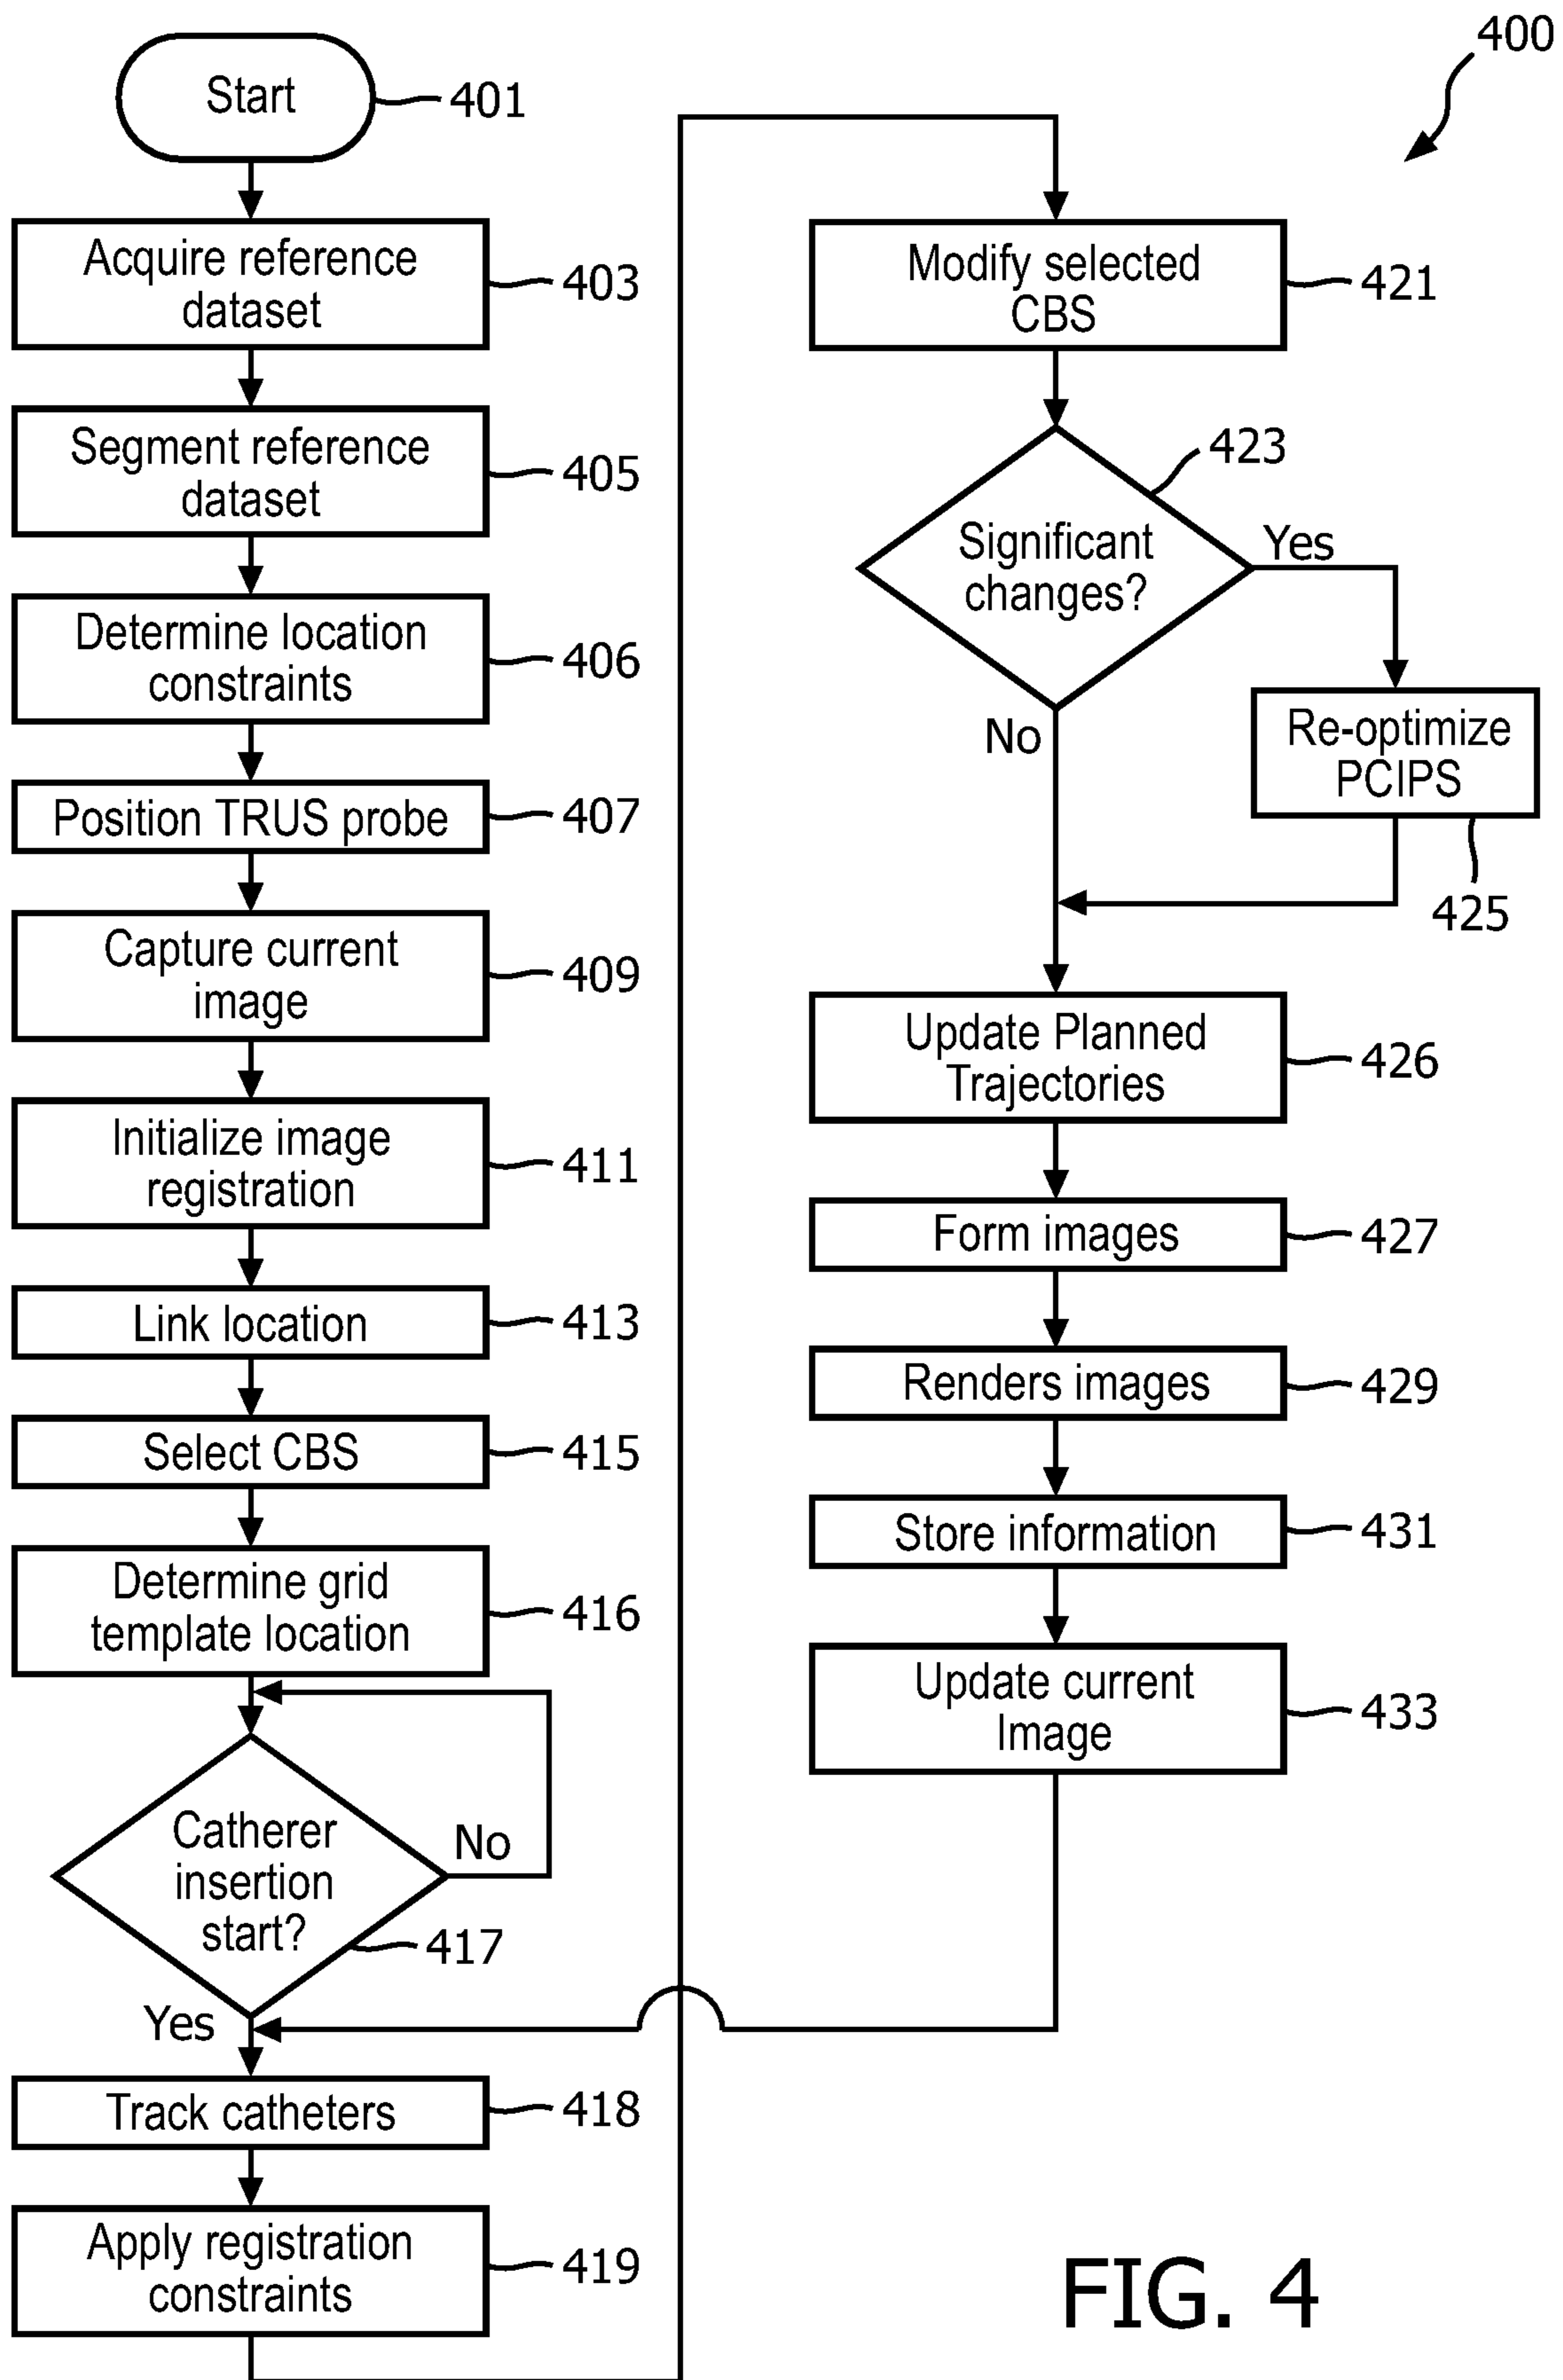 400
Start
401
Acquire reference
dataset
403
Segment reference
dataset
405
Determine location
constraints
406
Position TRUS probe
407
Capture current
image
409
Initialize image
registration
411
Link location
413
Select CBS
415
Determine grid
template location
416
Catherer
insertion
start?
No
417
Yes
Track catheters
418
Apply registration
constraints
419
Modify selected
CBS
421
423
Significant
changes?
Yes
No
Re-optimize
PCIPS
425
Update Planned
Trajectories
426
Form images
427
Renders images
429
Store information
431
Update current
Image
433
FIG. 4